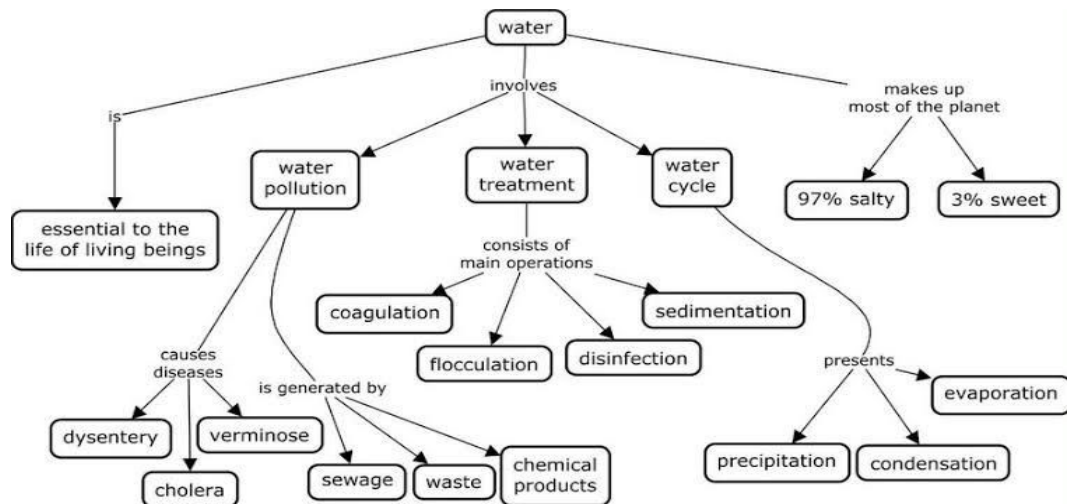 water
involves
is
makes up
most of the planet
water
pollution
water
treatment
water
cycle
97% salty
3% sweet
essential to the
life of living beings
consists of
main operations
coagulation
sedimentation
flocculation
disinfection
causes
diseases
is generated by
presents
evaporation
dysentery
verminose
cholera
sewage
waste
chemical
products
precipitation
condensation